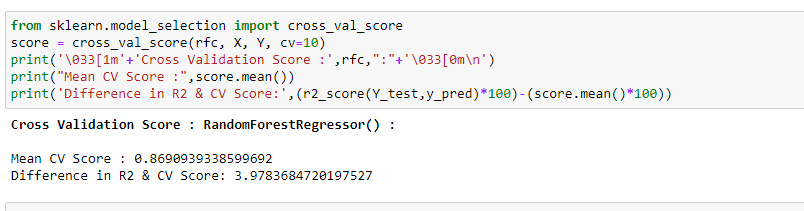 from sklearn.model_selection import cross_val_score
score = cross_val_score(rfc, X, Y, cv=10)
print('\033[1m'+'Cross Validation Score :',rfc,":"+'\033[0m\n')
print("Mean CV Score :",score.mean())
print('Difference in R2 & CV Score:',(r2_score(Y_test,y_pred)*100)-(score.mean()*100))
Cross Validation Score : RandomForestRegressor() :
Mean CV Score : 0.8690939338599692
Difference in R2 & CV Score: 3.9783684720197527